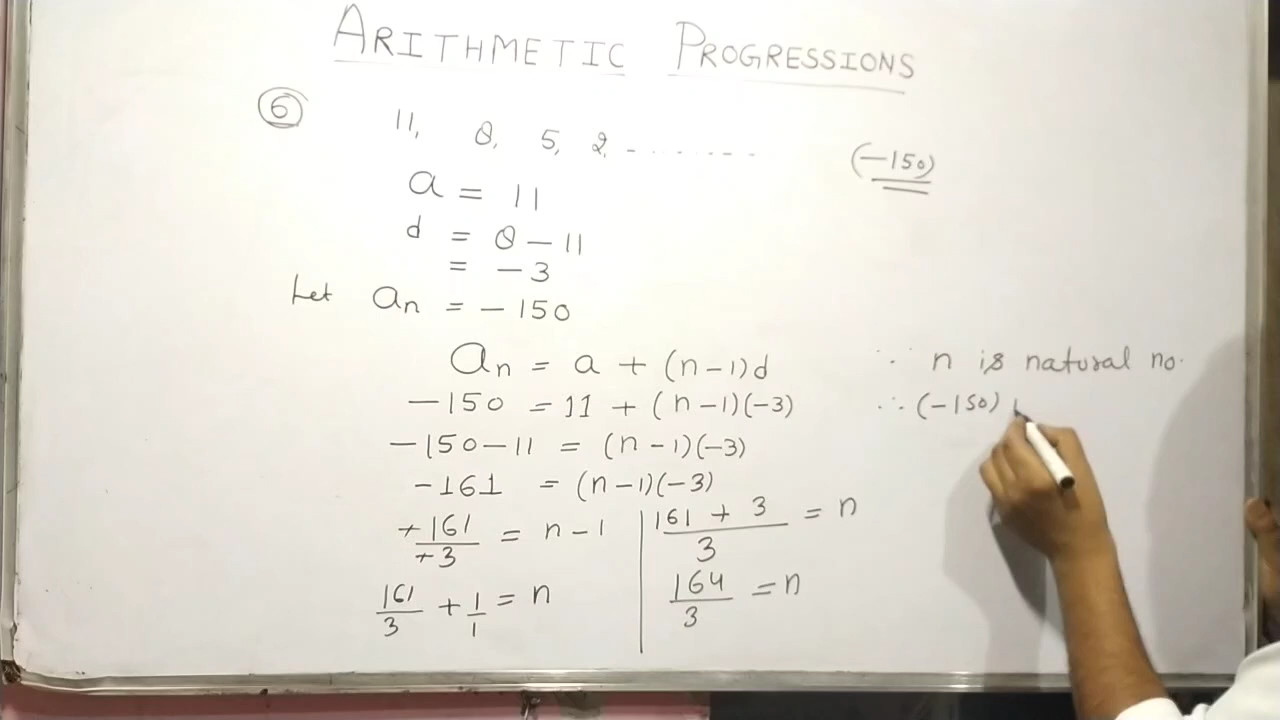 ARITHMETIC PROGRESSIONS
⑥ 11, 8, 5, 2, - . . . . . - -
(-150)
a = 11
d = 8 - 11
= -3
Let an = -150
an = a + (n-1)d
-150 = 11 + (n-1)(-3)
-150-11 = (n-1)(-3)
-161 = (n-1)(-3)
+161/+3 = n-1
161/3 + 1/1 = n
161 + 3/3 = n
164/3 = n
∵ n is natural no.
∴ (-150)